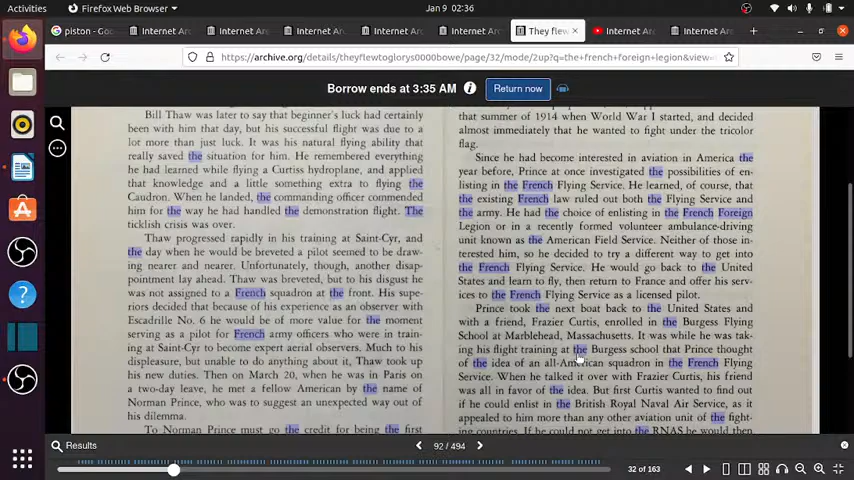 Activities
Firefox Web Browser
Jan 9 02:36
piston - Goo
Internet Ar
Internet Ar
Internet Ar
Internet Ar
Internet Ar
They flew
Internet Ar
Internet Ar
https://archive.org/details/theyflewtoglorys0000bowe/page/32/mode/2up?q=the+french+foreign+legion&view=
Borrow ends at 3:35 AM
Return now
Bill Thaw was later to say that beginner's luck had certainly
been with him that day, but his successful flight was due to a
lot more than just luck. It was his natural flying ability that
really saved the situation for him. He remembered everything
he had learned while flying a Curtiss hydroplane, and applied
that knowledge and a little something extra to flying the
Caudron. When he landed, the commanding officer commended
him for the way he had handled the demonstration flight. The
ticklish crisis was over.
Thaw progressed rapidly in his training at Saint-Cyr, and
the day when he would be breveted a pilot seemed to be draw-
ing nearer and nearer. Unfortunately, though, another disap-
pointment lay ahead. Thaw was breveted, but to his disgust he
was not assigned to a French squadron at the front. His supe-
riors decided that because of his experience as an observer with
Escadrille No. 6 he would be of more value for the moment
serving as a pilot for French army officers who were in train-
ing at Saint-Cyr to become expert aerial observers. Much to his
displeasure, but unable to do anything about it, Thaw took up
his new duties. Then on March 20, when he was in Paris on
a two-day leave, he met a fellow American by the name of
Norman Prince, who was to suggest an unexpected way out of
his dilemma.
To Norman Prince must go the credit for being the first
that summer of 1914 when World War I started, and decided
almost immediately that he wanted to fight under the tricolor
flag.
Since he had become interested in aviation in America the
year before, Prince at once investigated the possibilities of en-
listing in the French Flying Service. He learned, of course, that
the existing French law ruled out both the Flying Service and
the army. He had the choice of enlisting in the French Foreign
Legion or in a recently formed volunteer ambulance-driving
unit known as the American Field Service. Neither of those in-
terested him, so he decided to try a different way to get into
the French Flying Service. He would go back to the United
States and learn to fly, then return to France and offer his serv-
ices to the French Flying Service as a licensed pilot.
Prince took the next boat back to the United States and
with a friend, Frazier Curtis, enrolled in the Burgess Flying
School at Marblehead, Massachusetts. It was while he was tak-
ing his flight training at the Burgess school that Prince thought
of the idea of an all-American squadron in the French Flying
Service. When he talked it over with Frazier Curtis, his friend
was all in favor of the idea. But first Curtis wanted to find out
if he could enlist in the British Royal Naval Air Service, as it
appealed to him more than any other aviation unit of the fight-
ing countries. If he could not get into the RNAS he would then
Results
92 / 494
32 of 163